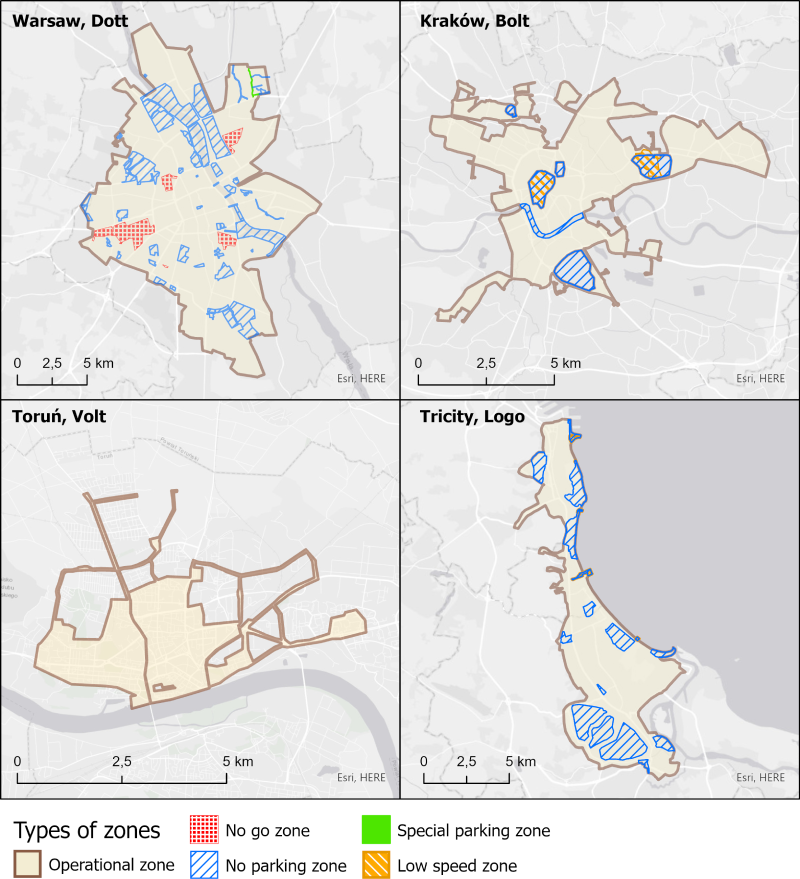 Warsaw, Dott
Kraków, Bolt
0 2,5 5 km
Esri, HERE
0 2,5 5 km
Esri, HERE
Toruń, Volt
Tricity, Logo
0 2,5 5 km
Esri, HERE
0 2,5 5 km
Esri, HERE
Types of zones
No go zone
Special parking zone
Operational zone
No parking zone
Low speed zone